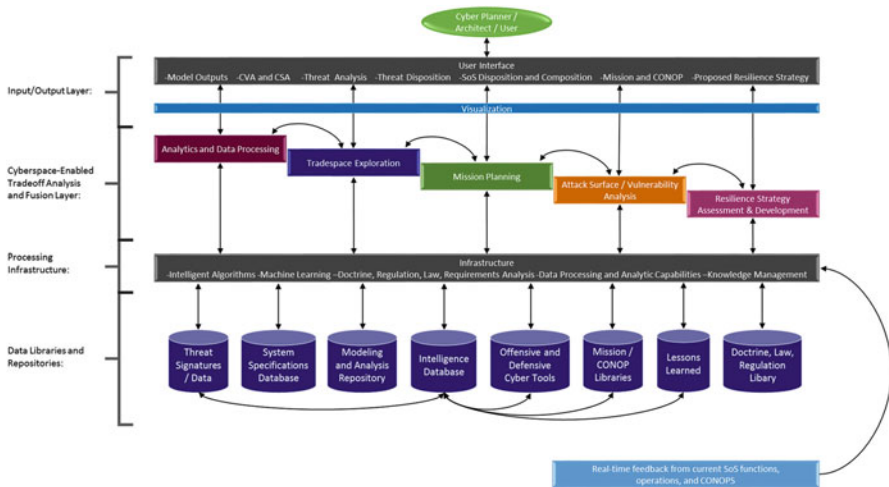 Cyber Planner /
Architect / User
User Interface
-Model Outputs -CVA and CSA -Threat Analysis -Threat Disposition -SoS Disposition and Composition -Mission and CONOP -Proposed Resilience Strategy
Input/Output Layer:
Visualization
Analytics and Data Processing
Tradespace Exploration
Mission Planning
Attack Surface / Vulnerability
Analysis
Resilience Strategy
Assessment & Development
Cyberspace-Enabled
Tradeoff Analysis
and Fusion Layer:
Processing
Infrastructure:
Infrastructure
-Intelligent Algorithms -Machine Learning –Doctrine, Regulation, Law, Requirements Analysis -Data Processing and Analytic Capabilities –Knowledge Management
Data Libraries and
Repositories:
Threat
Signatures
/ Data
System
Specifications
Database
Modeling
and Analysis
Repository
Intelligence
Database
Offensive and
Defensive
Cyber Tools
Mission /
CONOP
Libraries
Lessons
Learned
Doctrine, Law,
Regulation
Libary
Real-time feedback from current SoS functions,
operations, and CONOPS